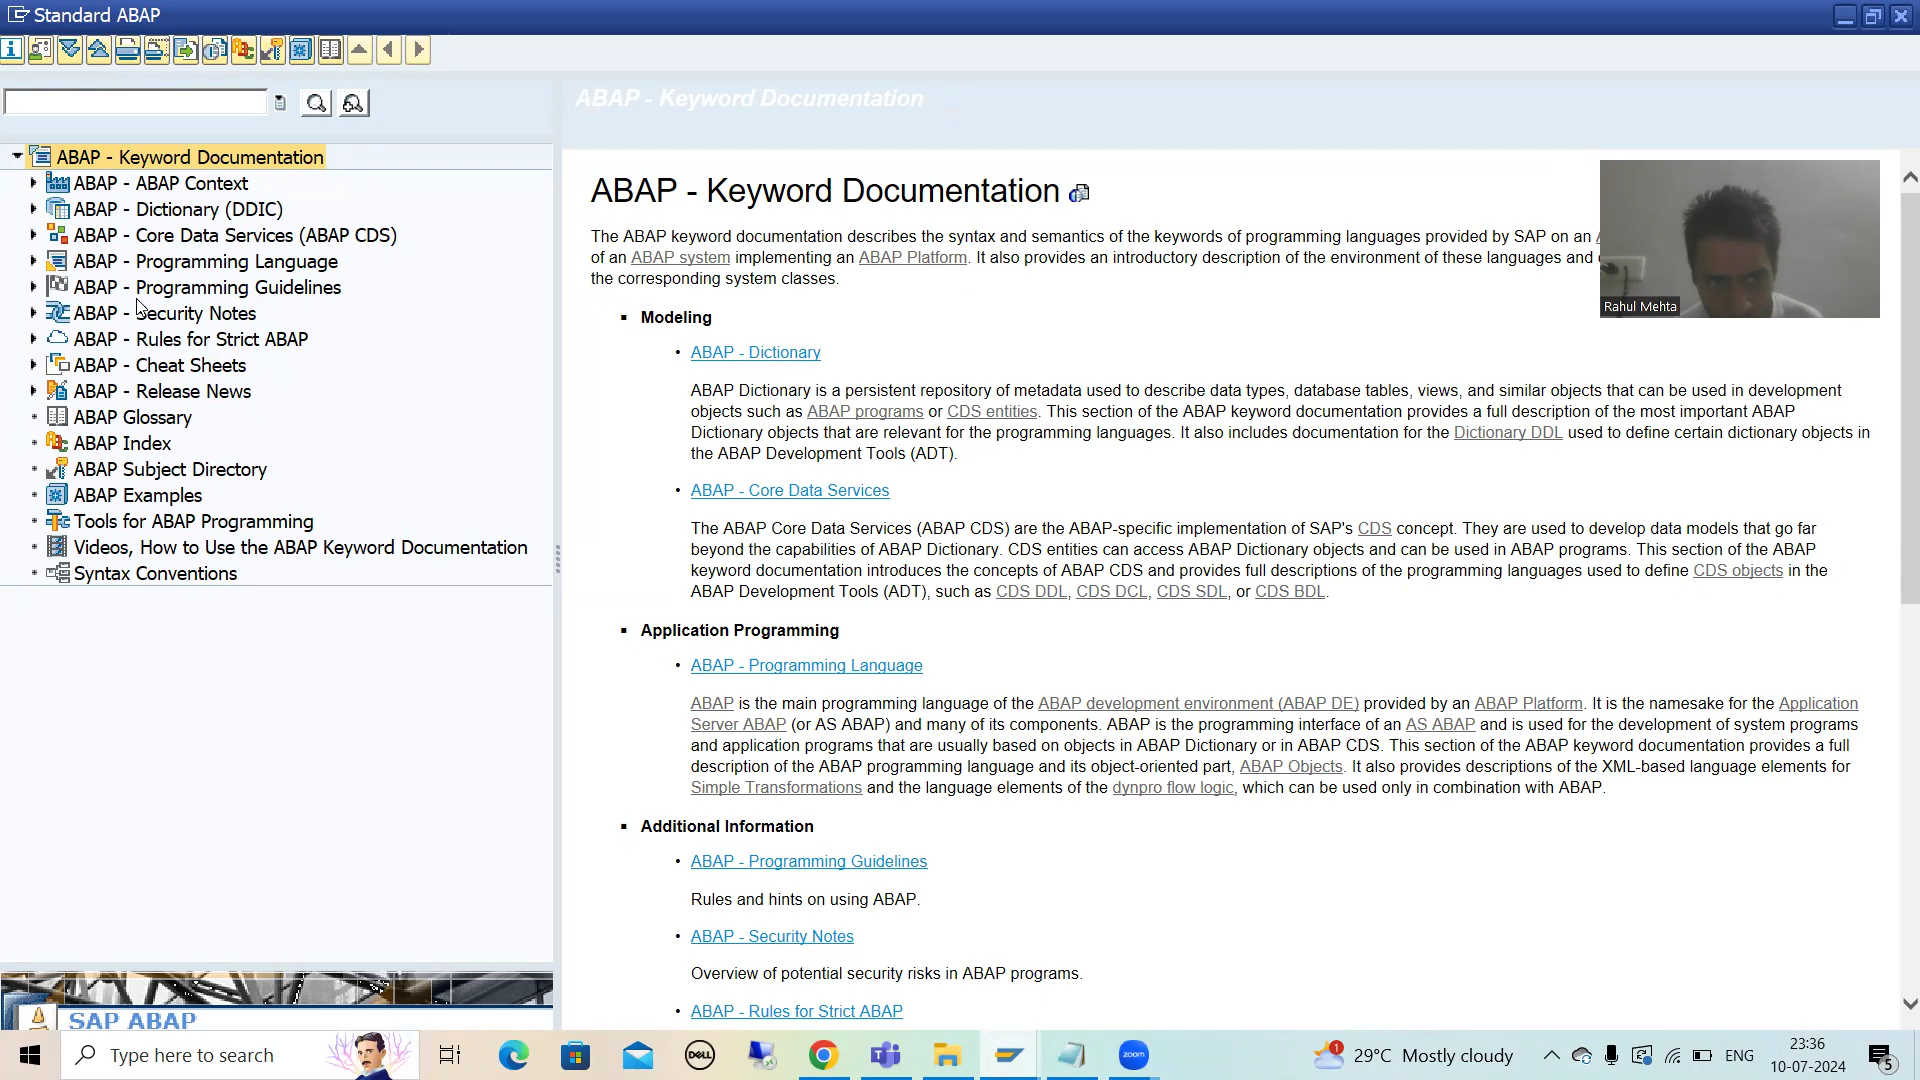 Standard ABAP
ABAP - Keyword Documentation
ABAP - Keyword Documentation
ABAP - ABAP Context
ABAP - Dictionary (DDIC)
ABAP - Core Data Services (ABAP CDS)
ABAP - Programming Language
ABAP - Programming Guidelines
ABAP - Security Notes
ABAP - Rules for Strict ABAP
ABAP - Cheat Sheets
ABAP - Release News
ABAP Glossary
ABAP Index
ABAP Subject Directory
ABAP Examples
Tools for ABAP Programming
Videos, How to Use the ABAP Keyword Documentation
Syntax Conventions
SAP ABAP
ABAP - Keyword Documentation
The ABAP keyword documentation describes the syntax and semantics of the keywords of programming languages provided by SAP on an
of an ABAP system implementing an ABAP Platform. It also provides an introductory description of the environment of these languages and
the corresponding system classes.
Rahul Mehta
▪ Modeling
• ABAP - Dictionary
ABAP Dictionary is a persistent repository of metadata used to describe data types, database tables, views, and similar objects that can be used in development
objects such as ABAP programs or CDS entities. This section of the ABAP keyword documentation provides a full description of the most important ABAP
Dictionary objects that are relevant for the programming languages. It also includes documentation for the Dictionary DDL used to define certain dictionary objects in
the ABAP Development Tools (ADT).
• ABAP - Core Data Services
The ABAP Core Data Services (ABAP CDS) are the ABAP-specific implementation of SAP's CDS concept. They are used to develop data models that go far
beyond the capabilities of ABAP Dictionary. CDS entities can access ABAP Dictionary objects and can be used in ABAP programs. This section of the ABAP
keyword documentation introduces the concepts of ABAP CDS and provides full descriptions of the programming languages used to define CDS objects in the
ABAP Development Tools (ADT), such as CDS DDL, CDS DCL, CDS SDL, or CDS BDL.
▪ Application Programming
• ABAP - Programming Language
ABAP is the main programming language of the ABAP development environment (ABAP DE) provided by an ABAP Platform. It is the namesake for the Application
Server ABAP (or AS ABAP) and many of its components. ABAP is the programming interface of an AS ABAP and is used for the development of system programs
and application programs that are usually based on objects in ABAP Dictionary or in ABAP CDS. This section of the ABAP keyword documentation provides a full
description of the ABAP programming language and its object-oriented part, ABAP Objects. It also provides descriptions of the XML-based language elements for
Simple Transformations and the language elements of the dynpro flow logic, which can be used only in combination with ABAP.
▪ Additional Information
• ABAP - Programming Guidelines
Rules and hints on using ABAP.
• ABAP - Security Notes
Overview of potential security risks in ABAP programs.
• ABAP - Rules for Strict ABAP
Type here to search
DELL
zoom
1
29°C Mostly cloudy
ENG
23:36
10-07-2024
5